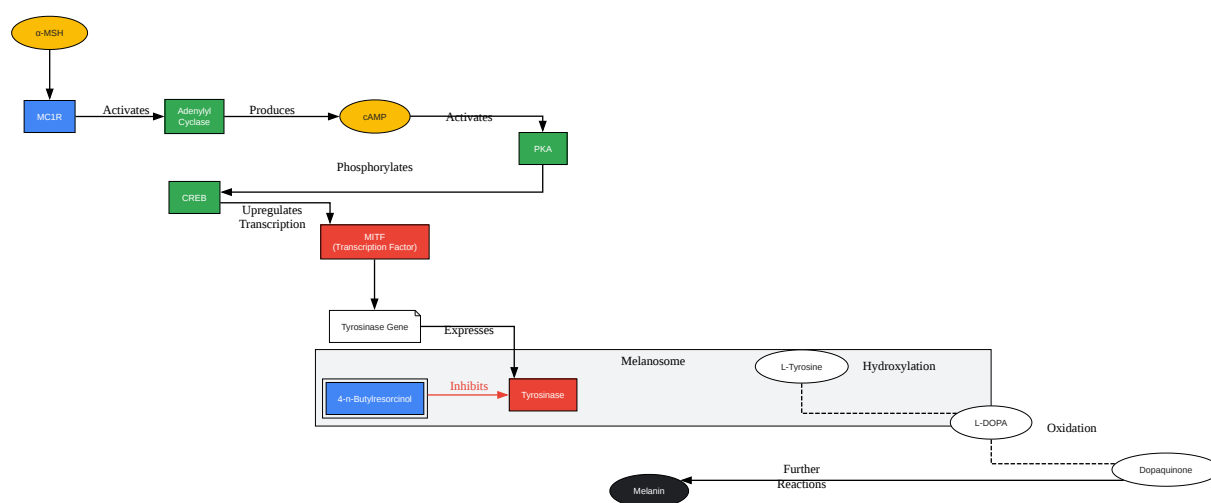 α-MSH
MC1R
Activates
Adenylyl
Cyclase
Produces
cAMP
Activates
PKA
Phosphorylates
CREB
Upregulates
Transcription
MITF
(Transcription Factor)
Tyrosinase Gene
Expresses
Melanosome
L-Tyrosine
Hydroxylation
4-n-Butylresorcinol
Inhibits
Tyrosinase
L-DOPA
Oxidation
Dopaquinone
Further
Reactions
Melanin